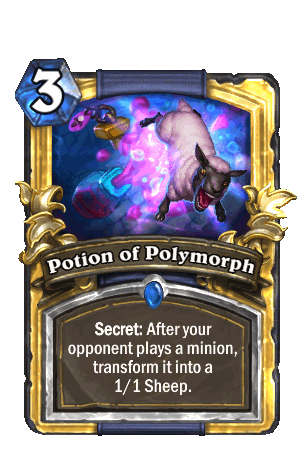 3
Potion of Polymorph
Secret: After your
opponent plays a minion,
transform it into a
1/1 Sheep.